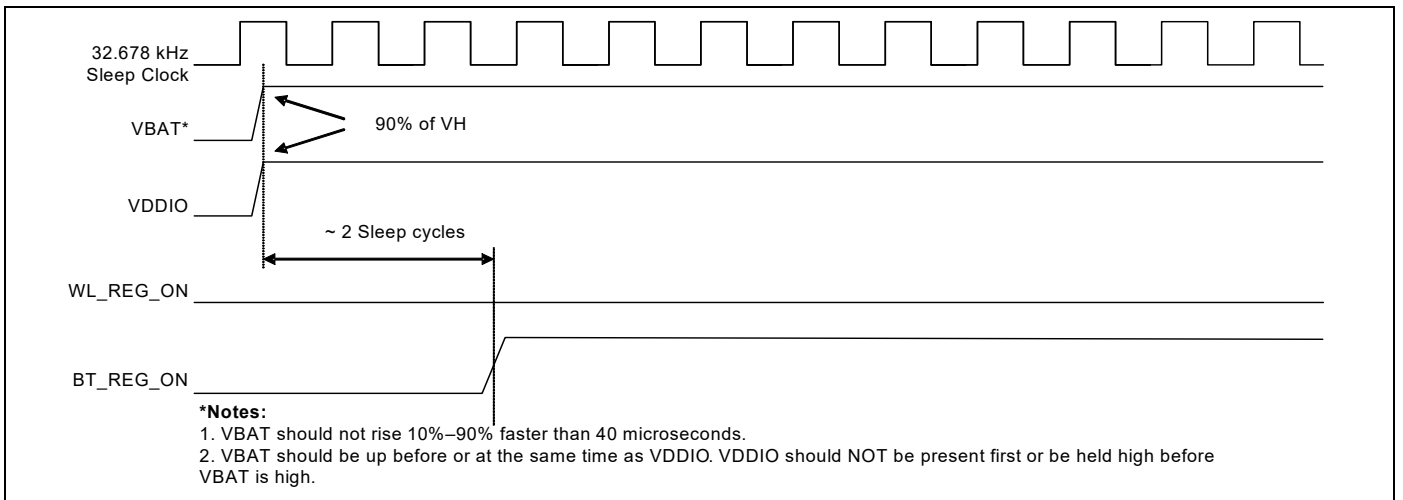 32.678 kHz
Sleep Clock
VBAT*
90% of VH
VDDIO
~ 2 Sleep cycles
WL_REG_ON
BT_REG_ON
*Notes:
1. VBAT should not rise 10%–90% faster than 40 microseconds.
2. VBAT should be up before or at the same time as VDDIO. VDDIO should NOT be present first or be held high before
VBAT is high.